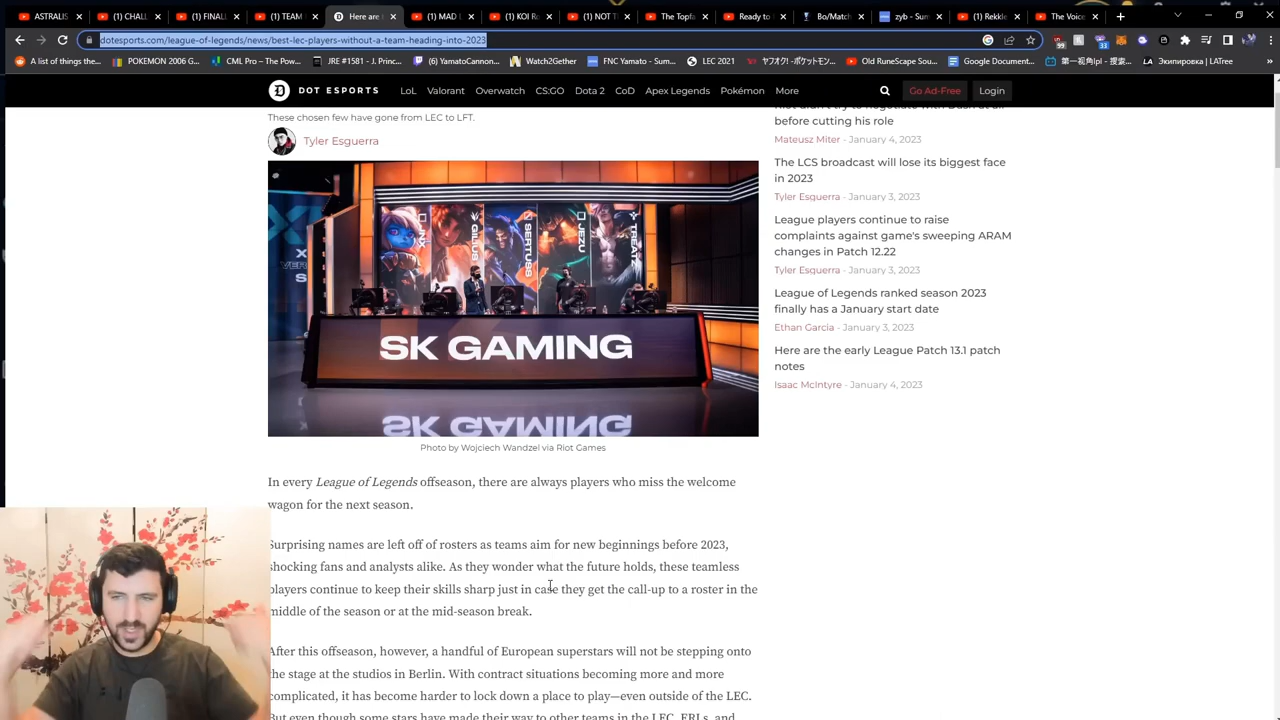 ASTRALIS
(1) CHALL
(1) FINAL
(1) TEAM
Here are t
(1) MAD L
(1) KOI Ro
(1) NOT T
The Topfa
Ready to
Bo/Match
zyb - Sum
(1) Rekkle
The Voice
dotesports.com/league-of-legends/news/best-lec-players-without-a-team-heading-into-2023
99
33
A list of things the...
POKEMON 2006 G...
CML Pro – The Pow...
JRE #1581 - J. Princ...
(6) YamatoCannon...
Watch2Gether
FNC Yamato - Sum...
LEC 2021
ヤフオク! -ポケモン...
Old RuneScape Sou...
Google Document...
第一视角lpl - 搜索...
Экипировка | LATree
DOT ESPORTS
LoL
Valorant
Overwatch
CS:GO
Dota 2
CoD
Apex Legends
Pokémon
More
Go Ad-Free
Login
These chosen few have gone from LEC to LFT.
Tyler Esguerra
JNX
GILIUS
SERTUSS
JEZU
TREATZ
SK GAMING
SK GAMING
Photo by Wojciech Wandzel via Riot Games
In every League of Legends offseason, there are always players who miss the welcome
wagon for the next season.
Surprising names are left off of rosters as teams aim for new beginnings before 2023,
shocking fans and analysts alike. As they wonder what the future holds, these teamless
players continue to keep their skills sharp just in case they get the call-up to a roster in the
middle of the season or at the mid-season break.
After this offseason, however, a handful of European superstars will not be stepping onto
the stage at the studios in Berlin. With contract situations becoming more and more
complicated, it has become harder to lock down a place to play—even outside of the LEC.
But even though some stars have made their way to other teams in the LEC, ERLs, and
before cutting his role
Mateusz Miter - January 4, 2023
The LCS broadcast will lose its biggest face
in 2023
Tyler Esguerra - January 3, 2023
League players continue to raise
complaints against game's sweeping ARAM
changes in Patch 12.22
Tyler Esguerra - January 3, 2023
League of Legends ranked season 2023
finally has a January start date
Ethan Garcia - January 3, 2023
Here are the early League Patch 13.1 patch
notes
Isaac McIntyre - January 4, 2023